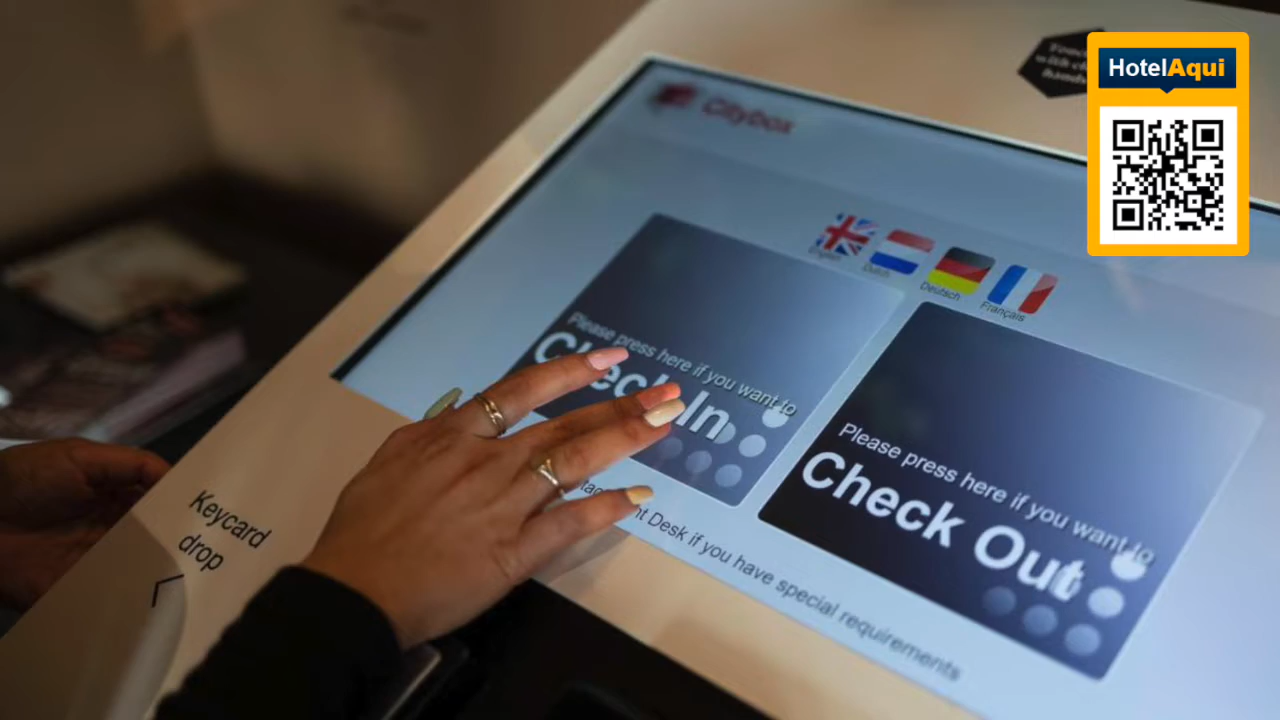 HotelAqui
Citybox
English
Dutch
Deutsch
Français
Please press here if you want to
Check In
Please press here if you want to
Check Out
nt Desk if you have special requirements
Keycard
drop